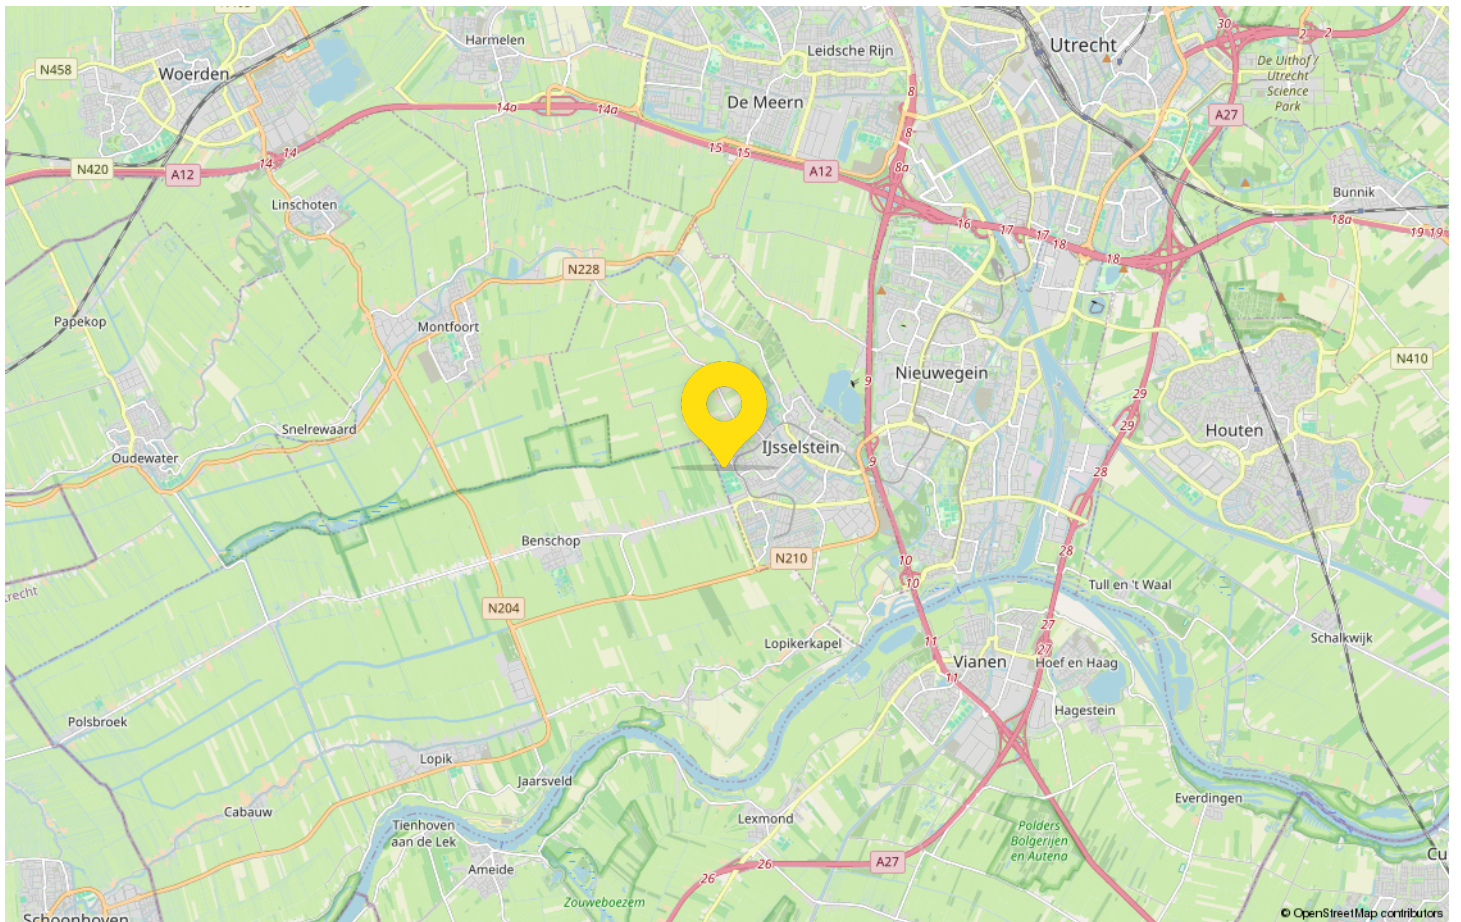 Harmelen
Leidsche Rijn
Utrecht
30
2
2
De Uithof /
Utrecht
Science
Park
N458
Woerden
De Meern
14a
14a
8
8
A27
15
15
8a
14
14
A12
N420
A12
Bunnik
Linschoten
16
17
17
18
18
18a
19
19
N228
Papekop
Montfoort
N410
9
Nieuwegein
29
29
Snelrewaard
Houten
Oudewater
IJsselstein
9
28
Benschop
N210
28
10
10
Tull en 't Waal
recht
N204
27
27
Schalkwijk
11
11
Lopikerkapel
Vianen
Hoef en Haag
Hagestein
Polsbroek
Lopik
Jaarsveld
Everdingen
Cabauw
Lexmond
Tienhoven
aan de Lek
Polders
Bolgerijen
en Autena
Cu
Ameide
26
26
A27
Zouweboezem
Schoonhoven
© OpenStreetMap contributors